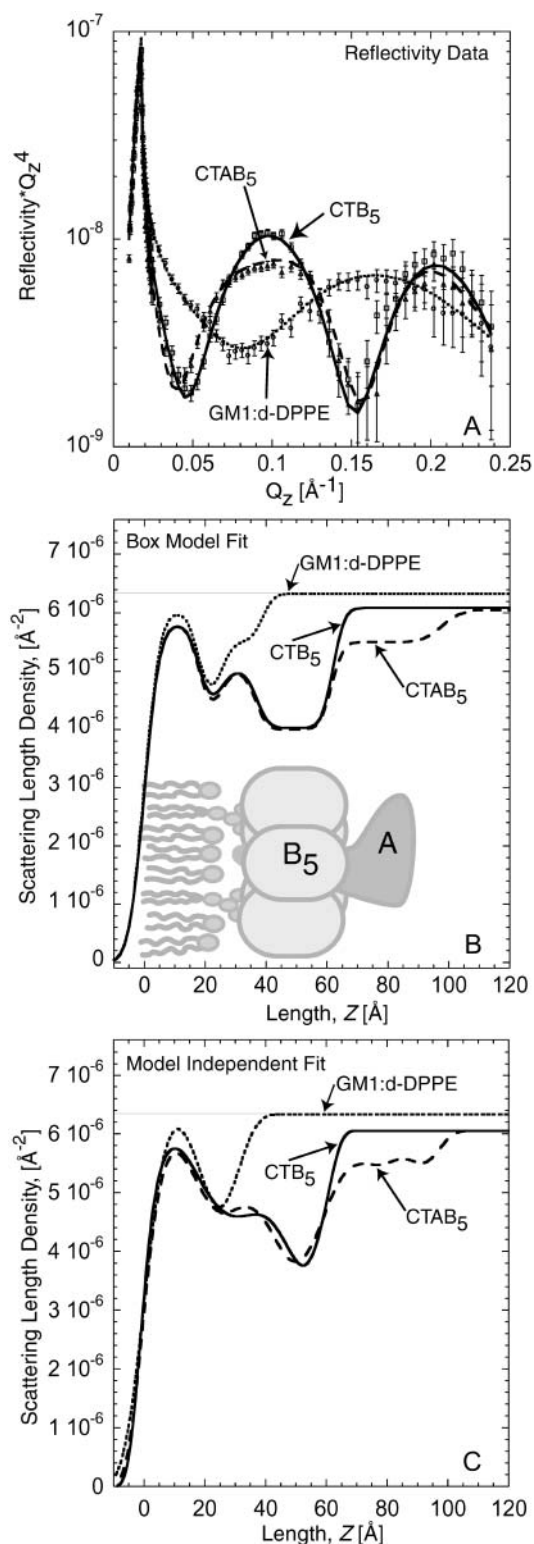 10^-7
Reflectivity Data
CTAB5
CTB5
Reflectivity*Qz4
10^-8
GM1:d-DPPE
10^-9
A
0 0.05 0.1 0.15 0.2 0.25
Qz [Å-1]
Box Model Fit
GM1:d-DPPE
CTB5
CTAB5
7 10^-6
6 10^-6
5 10^-6
4 10^-6
3 10^-6
2 10^-6
1 10^-6
0
Scattering Length Density, [Å-2]
B5
A
B
0 20 40 60 80 100 120
Length, Z [Å]
Model Independent Fit
GM1:d-DPPE
CTB5
CTAB5
7 10^-6
6 10^-6
5 10^-6
4 10^-6
3 10^-6
2 10^-6
1 10^-6
0
Scattering Length Density, [Å-2]
C
0 20 40 60 80 100 120
Length, Z [Å]